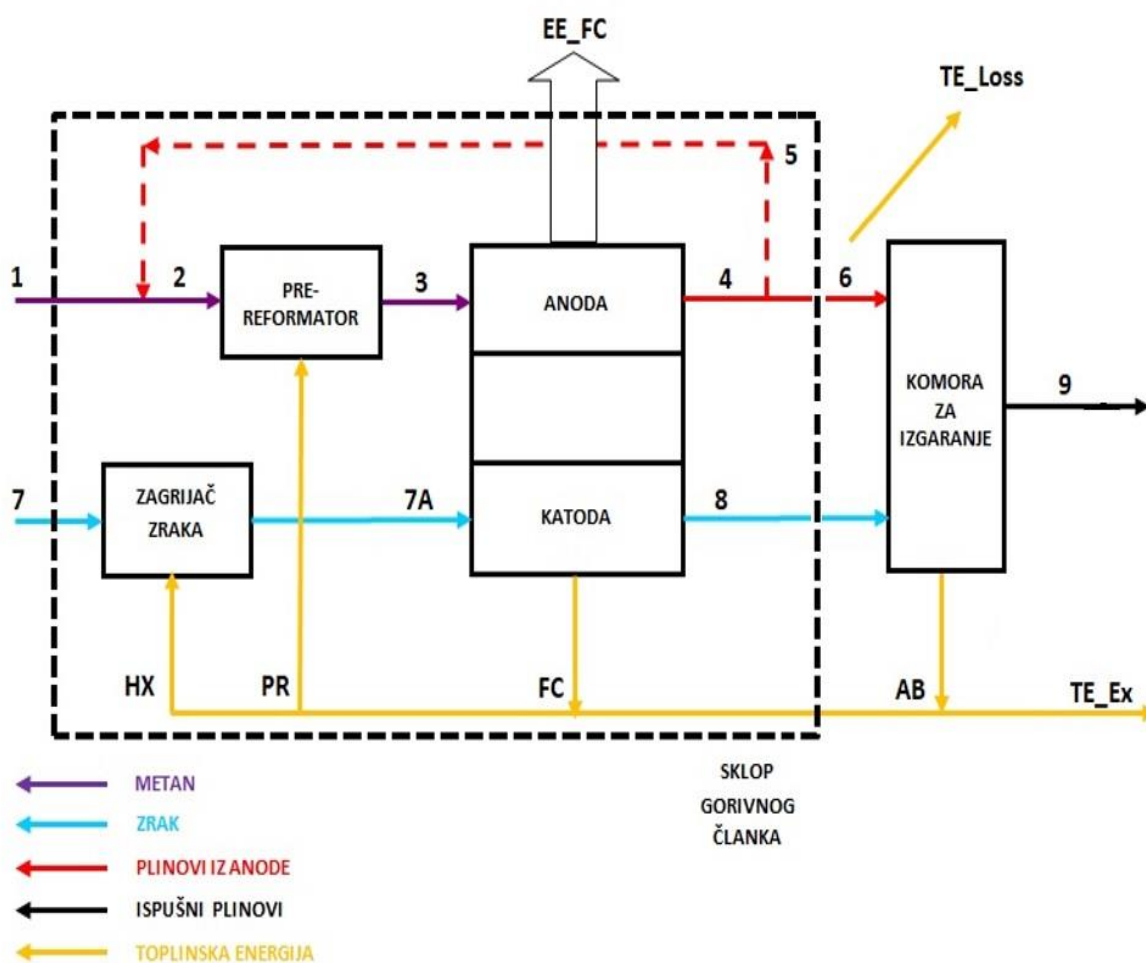 EE_FC
TE_Loss
5
1
2
PRE-
REFORMATOR
3
ANODA
4
6
KOMORA
ZA
IZGARANJE
9
7
ZAGRIJAČ
ZRAKA
7A
KATODA
8
HX
PR
FC
AB
TE_Ex
METAN
ZRAK
PLINOVI IZ ANODE
ISPUŠNI PLINOVI
TOPLINSKA ENERGIJA
SKLOP
GORIVNOG
ČLANKA